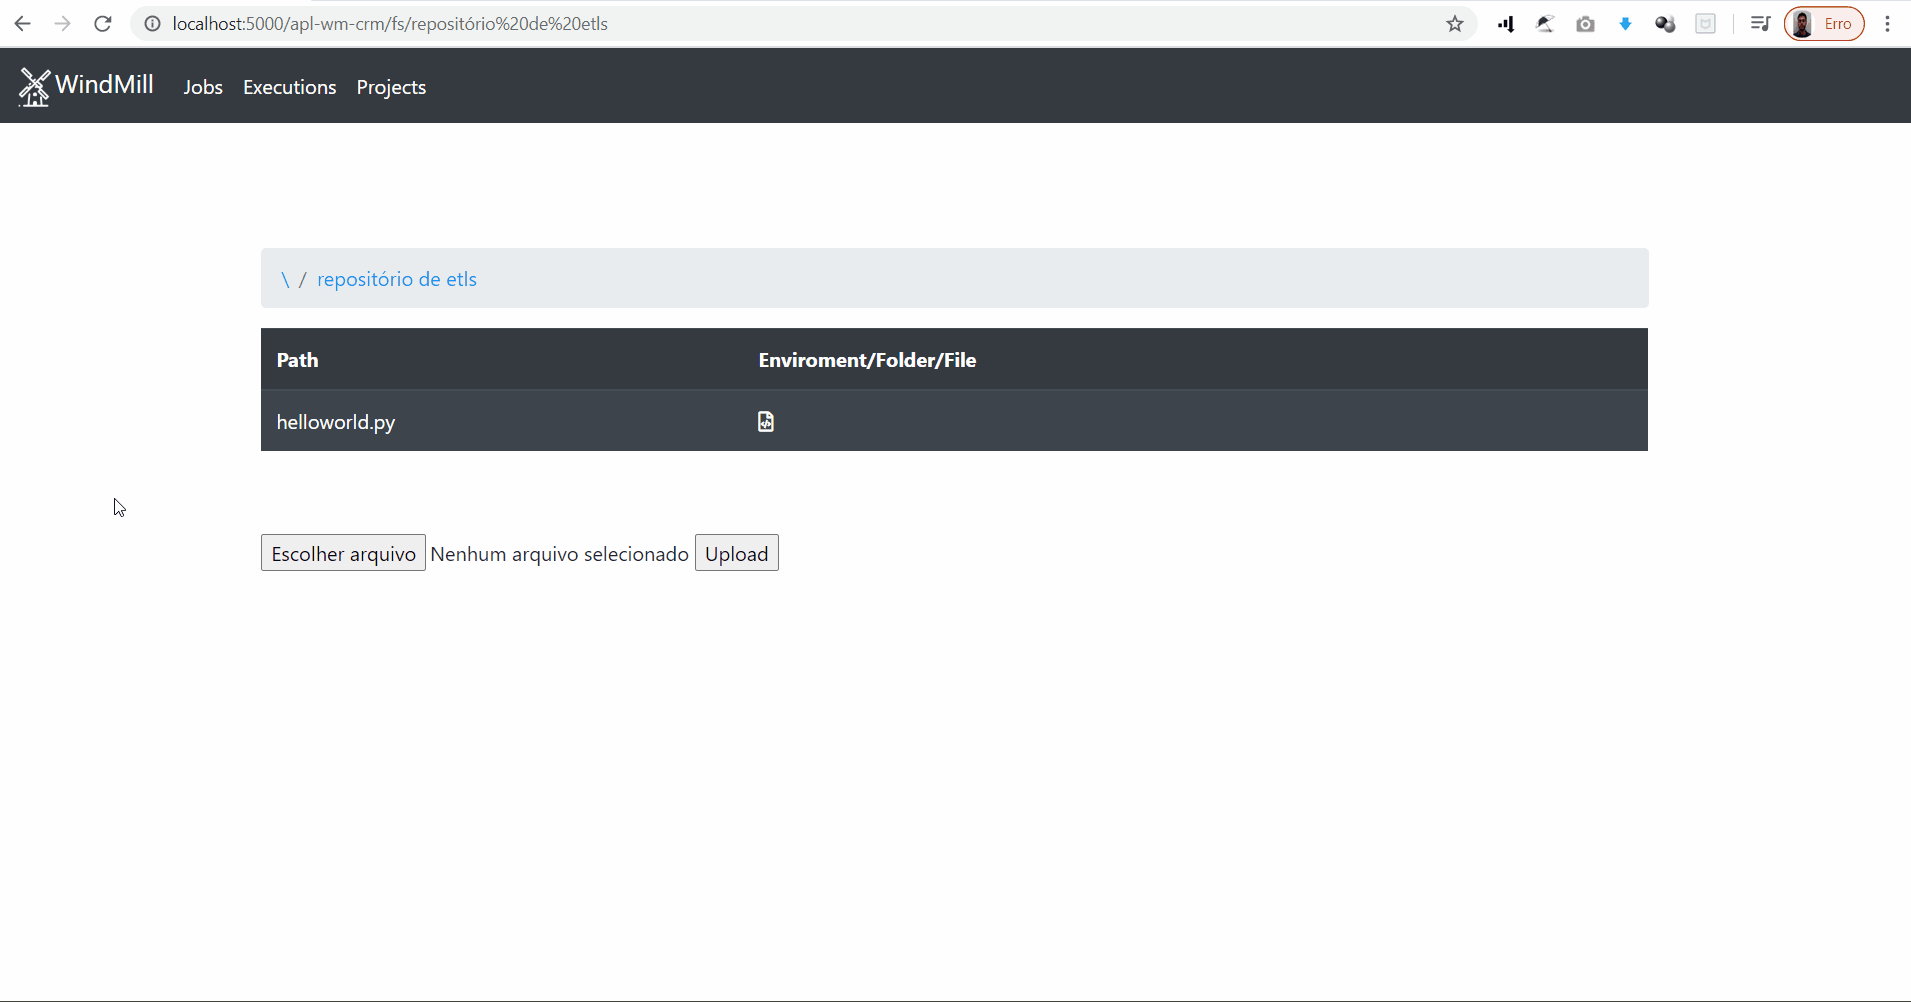 localhost:5000/apl-wm-crm/fs/repositório%20de%20etls
Erro
WindMill Jobs Executions Projects
\ / repositório de etls
Path Enviroment/Folder/File
helloworld.py
Escolher arquivo Nenhum arquivo selecionado Upload